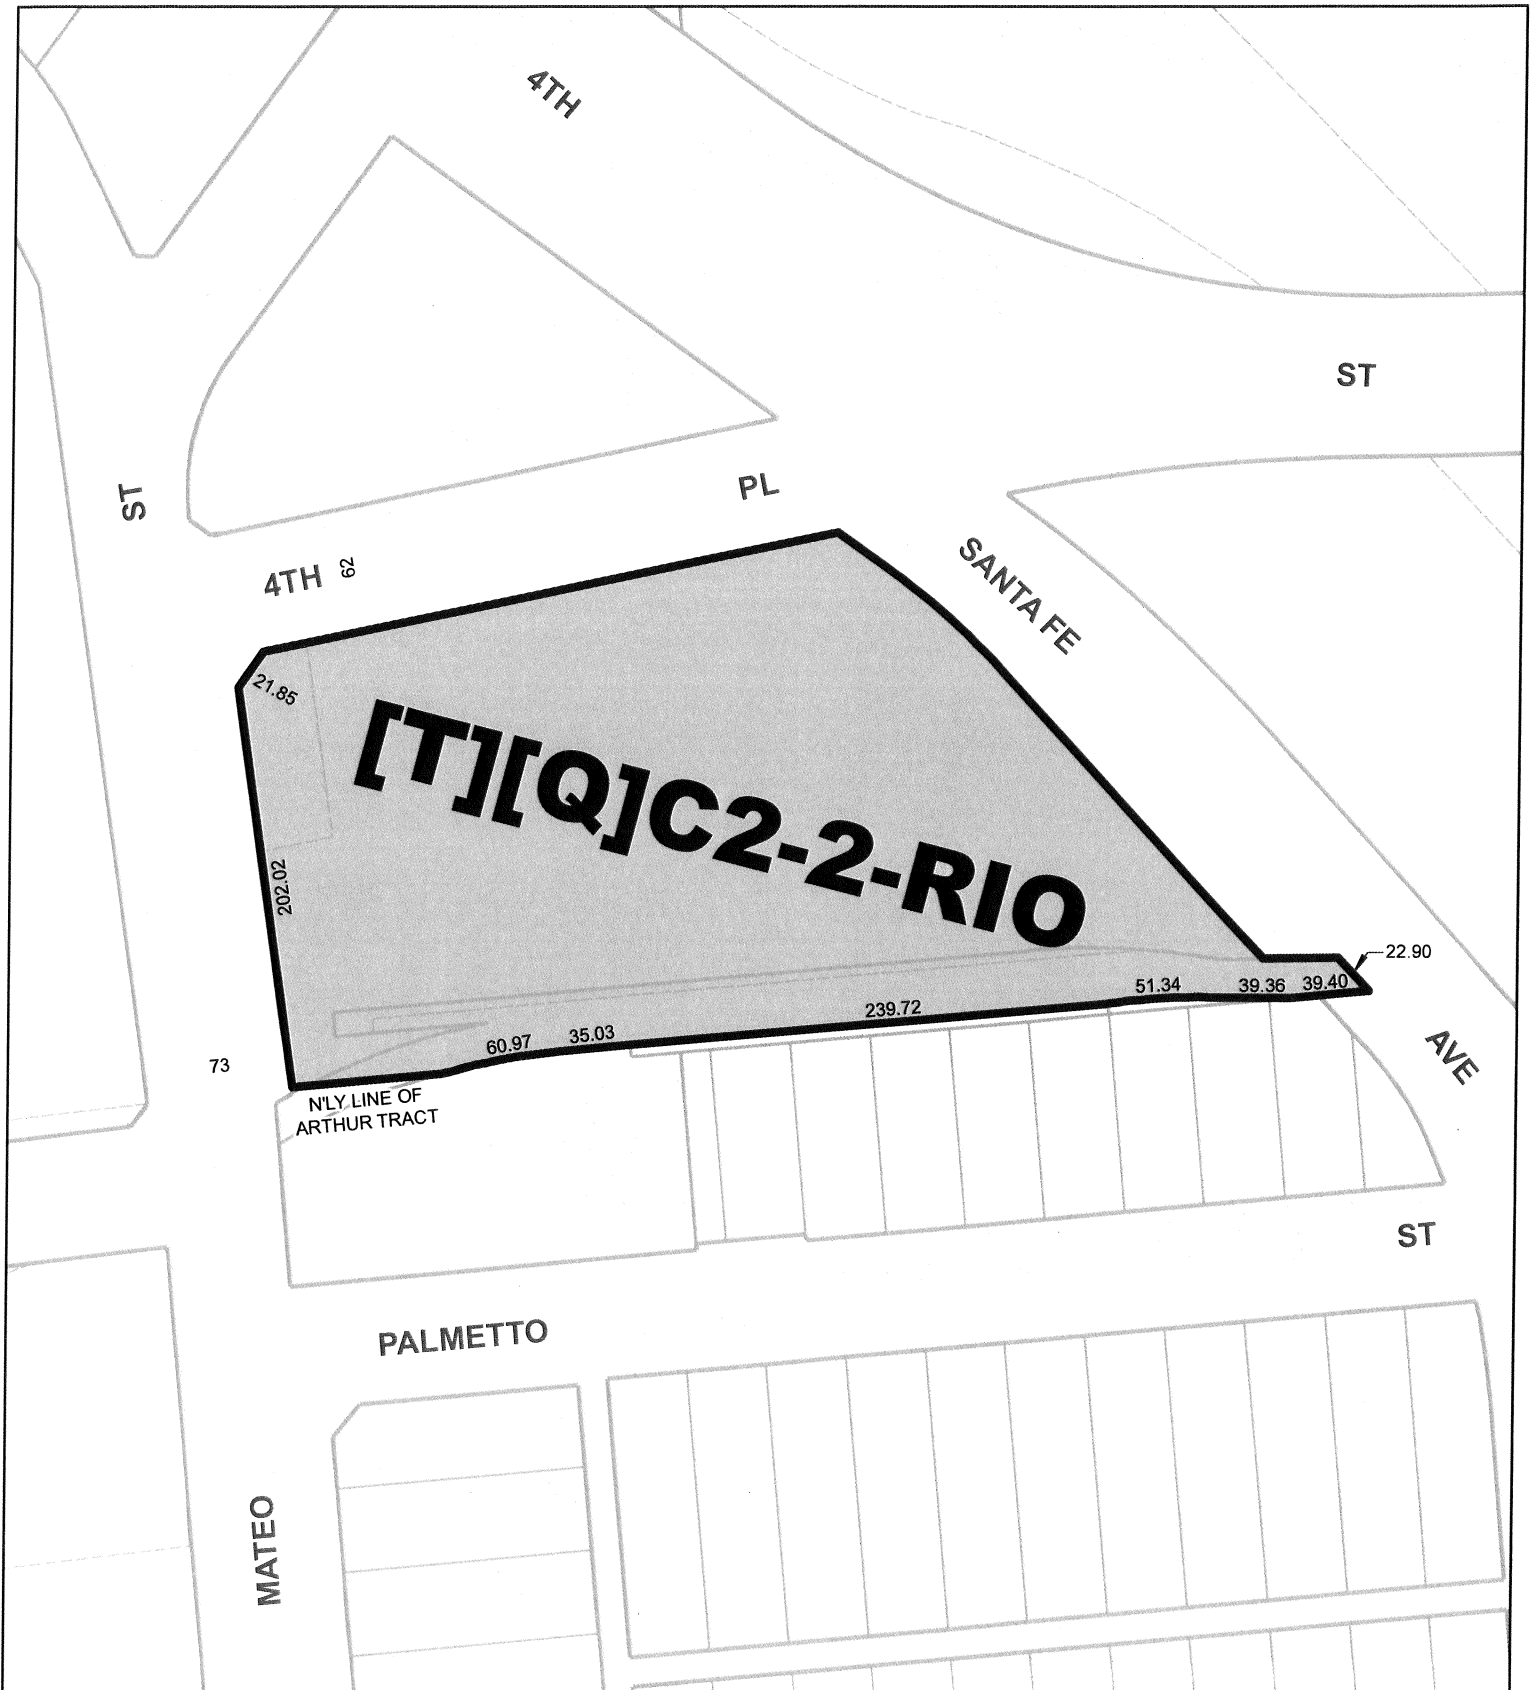 4TH
ST
ST
PL
4TH
62
SANTA FE
21.85
[T][Q]C2-2-RIO
202.02
22.90
51.34
39.36
39.40
239.72
60.97
35.03
73
N'LY LINE OF
ARTHUR TRACT
AVE
ST
PALMETTO
MATEO